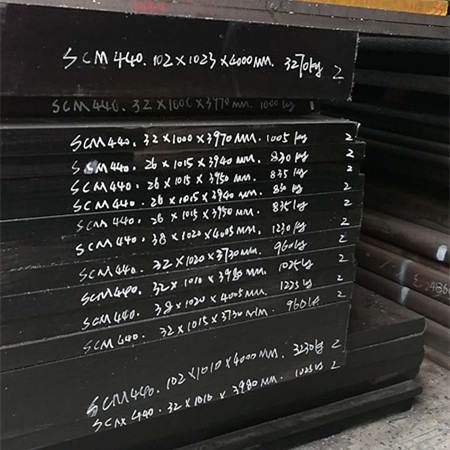 SCM440. 102×1023×4000mm. 3270kg 2
SCM440. 32×1000×3970mm. 1000kg
SCM440. 32×1000×3970mm. 1005kg 2
SCM440. 26×1015×3940mm. 830kg 2
SCM440. 26×1015×3950mm. 835kg 2
SCM440. 26×1015×3940mm. 830kg 2
SCM440. 26×1015×3950mm. 835kg 2
SCM440. 38×1020×4005mm. 1230kg 2
SCM440. 32×1020×3730mm. 960kg 2
SCM440. 32×1010×3980mm. 1025kg 2
SCM440. 38×1020×4005mm. 1225kg 2
SCM440. 32×1015×3730mm. 960kg 2
SCM440. 102×1010×4000mm. 3230kg 2
SCM 440. 32×1010×3980mm. 1025kg 2